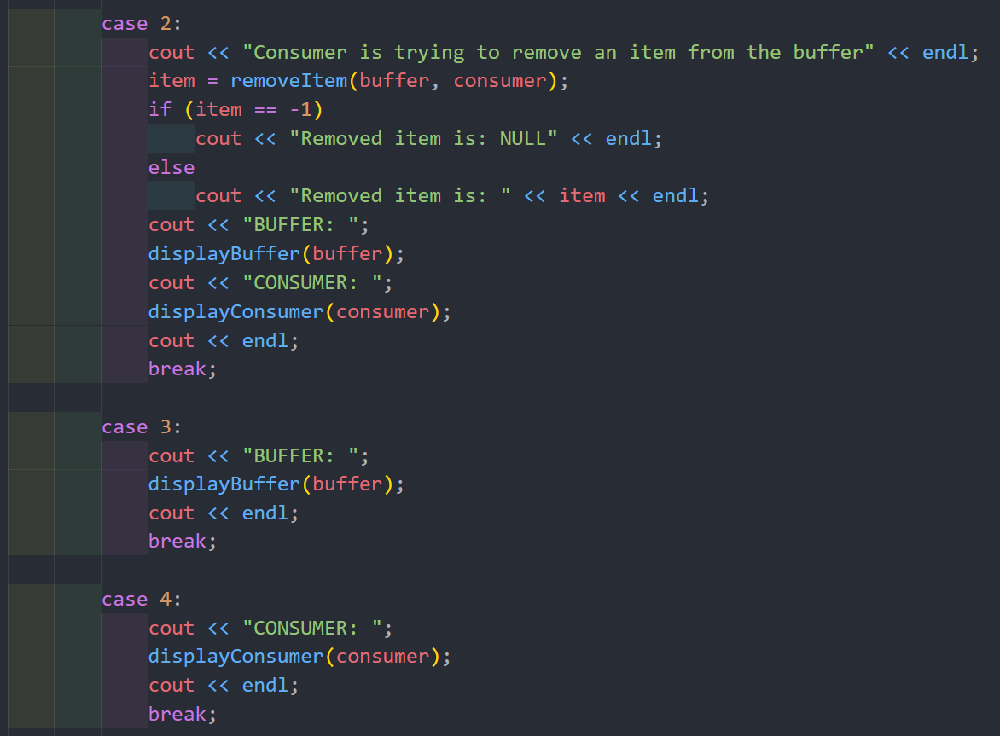 case 2:
cout << "Consumer is trying to remove an item from the buffer" << endl;
item = removeItem(buffer, consumer);
if (item == -1)
cout << "Removed item is: NULL" << endl;
else
cout << "Removed item is: " << item << endl;
cout << "BUFFER: ";
displayBuffer(buffer);
cout << "CONSUMER: ";
displayConsumer(consumer);
cout << endl;
break;
case 3:
cout << "BUFFER: ";
displayBuffer(buffer);
cout << endl;
break;
case 4:
cout << "CONSUMER: ";
displayConsumer(consumer);
cout << endl;
break;